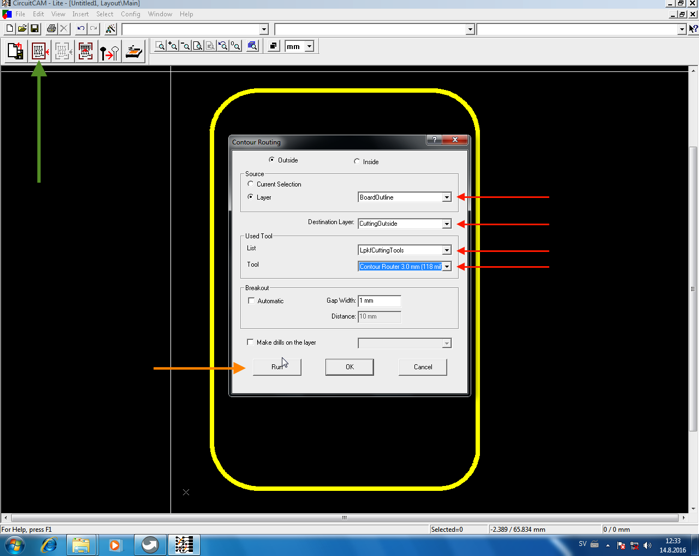 CircuitCAM - Lite - [Untitled1, Layout\Main]
File Edit View Insert Select Config Window Help
mm
Contour Routing
Outside Inside
Source
Current Selection
Layer BoardOutline
Destination Layer: CuttingOutside
Used Tool
List LpkfCuttingTools
Tool Contour Router 3.0 mm (118 mil
Breakout
Automatic Gap Width: 1 mm
Distance: 10 mm
Make drills on the layer
Run OK Cancel
For Help, press F1 Selected=0 -2.389 / 65.834 mm 0 / 0 mm
SV 12:33
14.8.2016